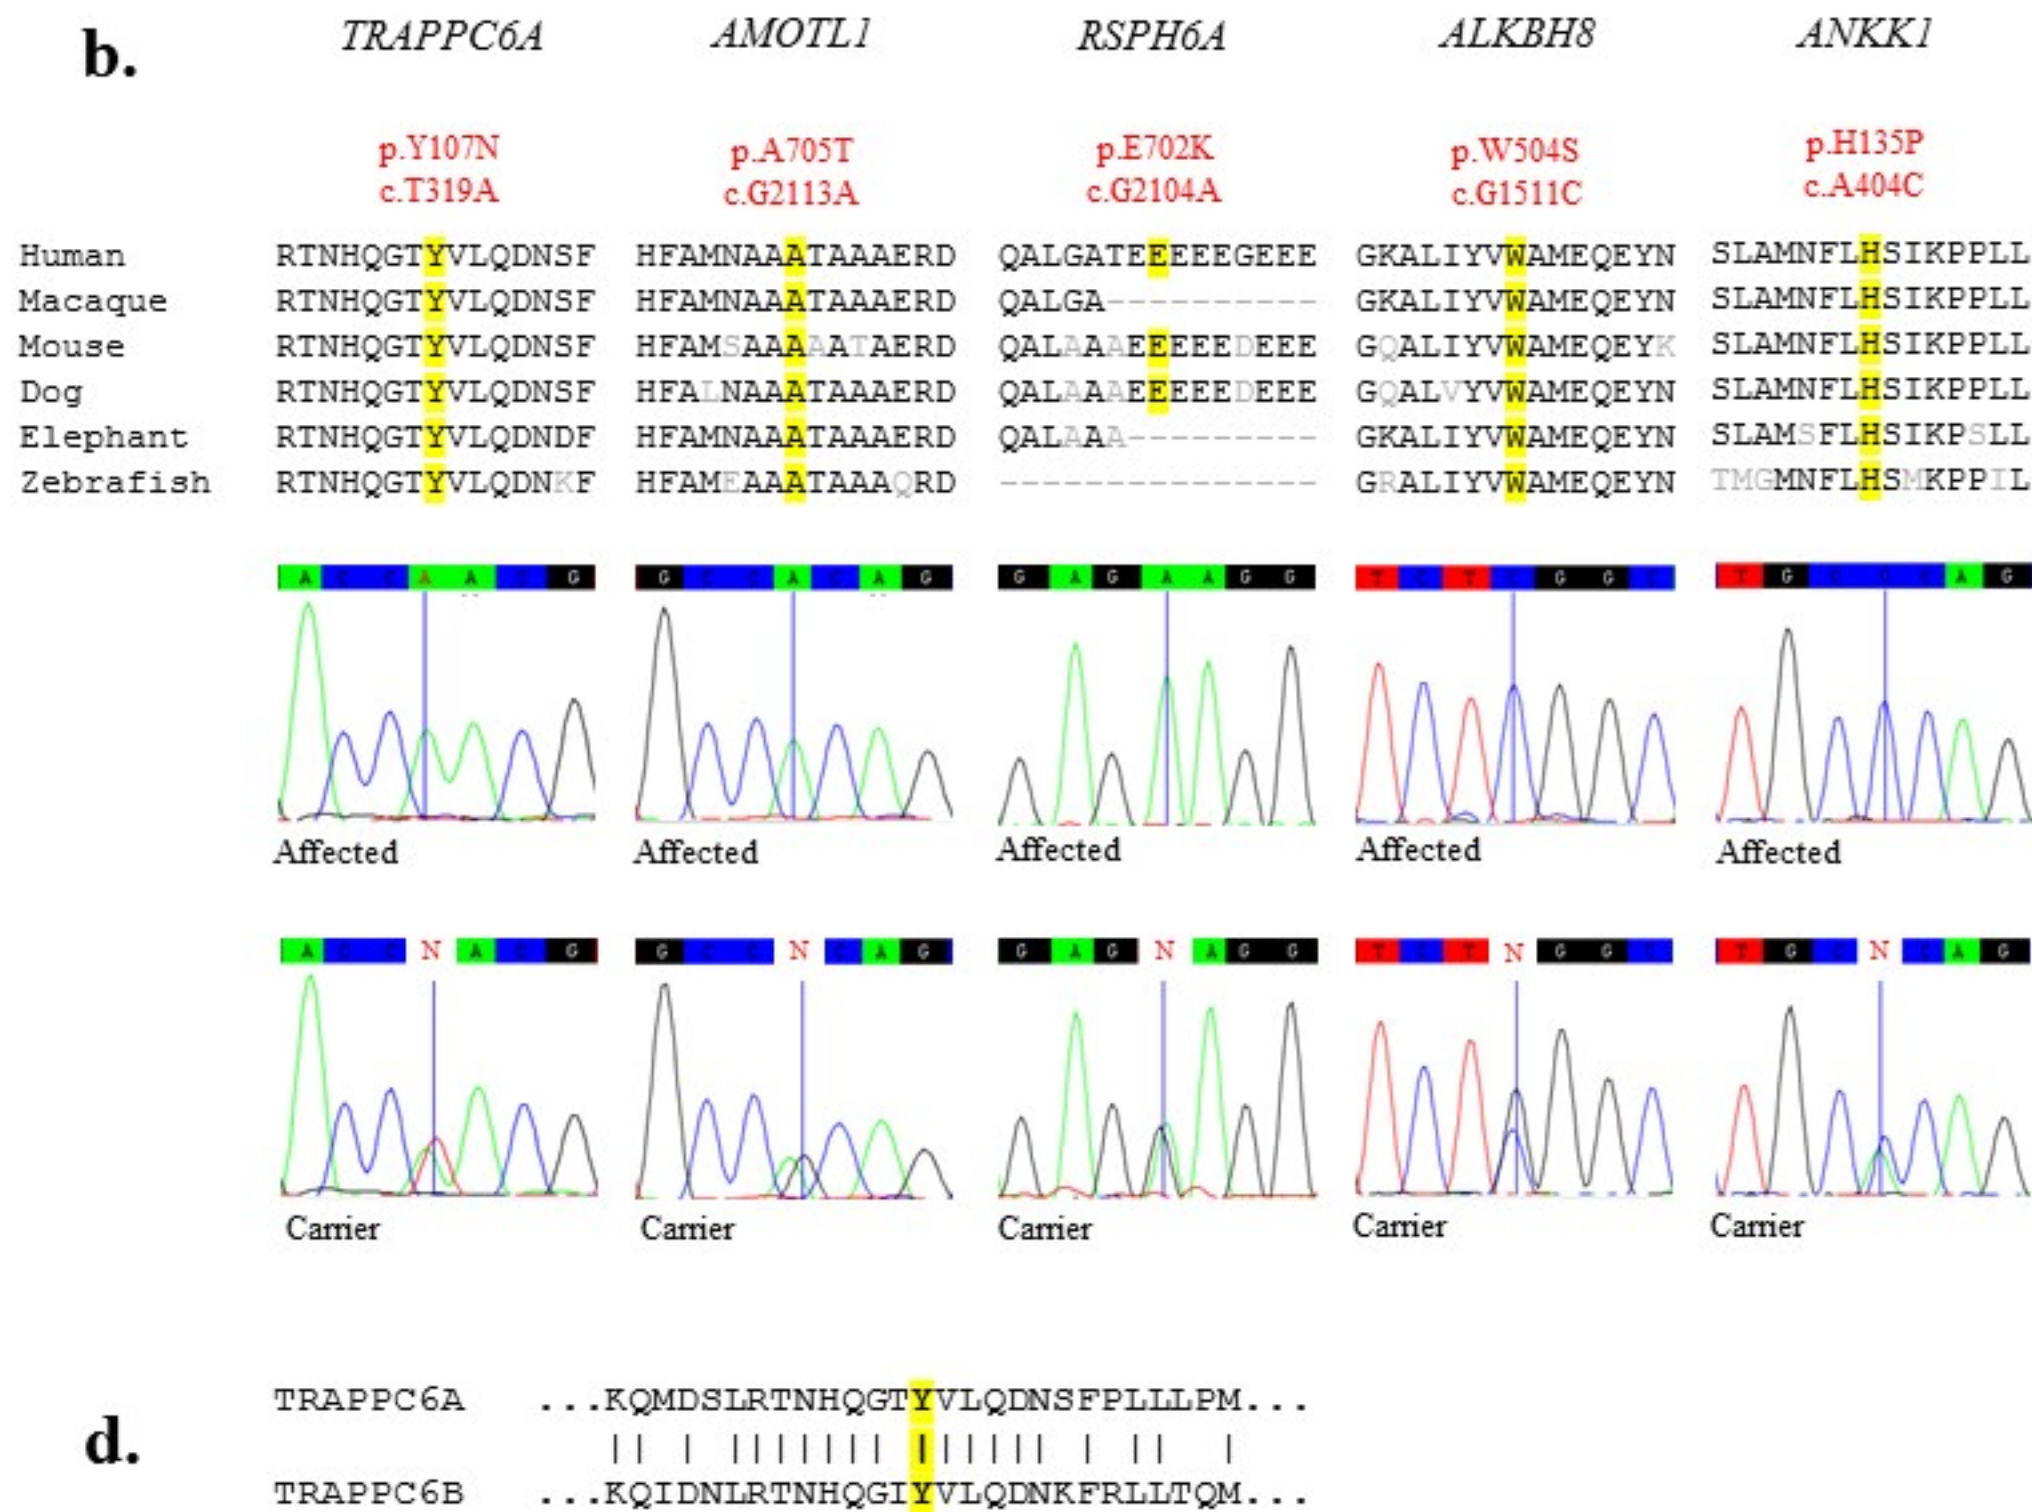 b. TRAPPC6A AMOTL1 RSPH6A ALKBH8 ANKK1
p.Y107N p.A705T p.E702K p.W504S p.H135P
c.T319A c.G2113A c.G2104A c.G1511C c.A404C
Human RTNHQGTYVLQDNSF HFAMNAAATAAAERD QALGATEEEEEGEEE GKALIYVWAMEQEYN SLAMNFLHSIKPPLL
Macaque RTNHQGTYVLQDNSF HFAMNAAATAAAERD QALGA---------- GKALIYVWAMEQEYN SLAMNFLHSIKPPLL
Mouse RTNHQGTYVLQDNSF HFAMSAAAAATAERD QALAAAEEEEEDEEE GQALIYVWAMEQEYK SLAMNFLHSIKPPLL
Dog RTNHQGTYVLQDNSF HFALNAAATAAAERD QALAAAEEEEEDEEE GQALVYVWAMEQEYN SLAMNFLHSIKPPLL
Elephant RTNHQGTYVLQDNDF HFAMNAAATAAAERD QALAAA--------- GKALIYVWAMEQEYN SLAMSFLHSIKPSLL
Zebrafish RTNHQGTYVLQDNKF HFAMEAAATAAAQRD --------------- GRALIYVWAMEQEYN TMGMNFLHSMKPPIL
A C C A A C G G C C A C A G G A G A A G G T C T C G G C T G C C C A G
Affected Affected Affected Affected Affected
A C C N A C G G C C N C A G G A G N A G G T C T N G G C T G C N C A G
Carrier Carrier Carrier Carrier Carrier
d. TRAPPC6A ...KQMDSLRTNHQGTYVLQDNSFPLLLPM...
TRAPPC6B ...KQIDNLRTNHQGIYVLQDNKFRLLTQM...